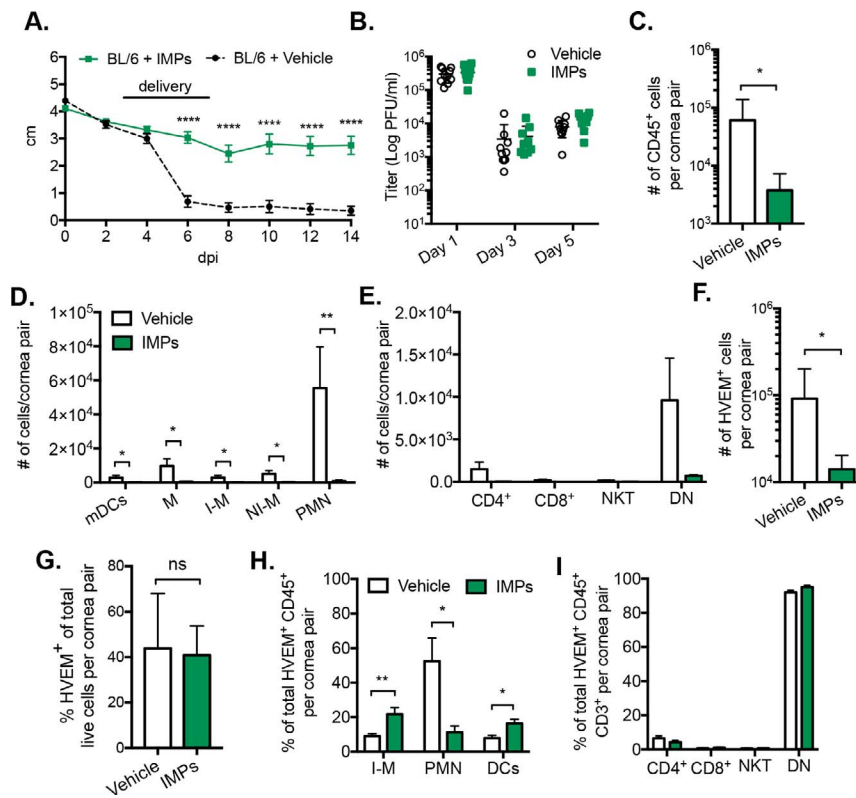 A.
BL/6 + IMPs
BL/6 + Vehicle
delivery
****
****
****
****
****
cm
6
5
4
3
2
1
0
0 2 4 6 8 10 12 14
dpi
B.
Vehicle
IMPs
Titer (Log PFU/ml)
10⁶
10⁵
10⁴
10³
10²
10¹
Day 1
Day 3
Day 5
C.
# of CD45⁺ cells
per cornea pair
10⁶
10⁵
10⁴
10³
*
Vehicle
IMPs
D.
Vehicle
IMPs
# of cells/cornea pair
1×10⁵
8×10⁴
6×10⁴
4×10⁴
2×10⁴
0
*
*
*
*
**
mDCs
M
I-M
NI-M
PMN
E.
# of cells/cornea pair
2.0×10⁴
1.5×10⁴
1.0×10⁴
5.0×10³
0.0
CD4⁺
CD8⁺
NKT
DN
F.
# of HVEM⁺ cells
per cornea pair
10⁶
10⁵
10⁴
*
Vehicle
IMPs
G.
% HVEM⁺ of total
live cells per cornea pair
80
60
40
20
0
ns
Vehicle
IMPs
H.
Vehicle
IMPs
% of total HVEM⁺ CD45⁺
per cornea pair
100
80
60
40
20
0
**
*
*
I-M
PMN
DCs
I
% of total HVEM⁺ CD45⁺
CD3⁺ per cornea pair
100
80
60
40
20
0
CD4⁺
CD8⁺
NKT
DN